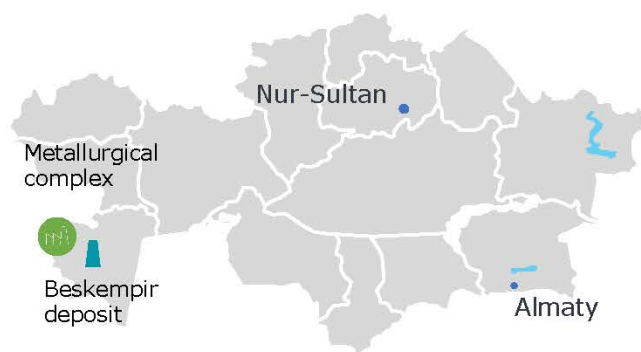 Nur-Sultan
Metallurgical
complex
Beskempir
deposit
Almaty